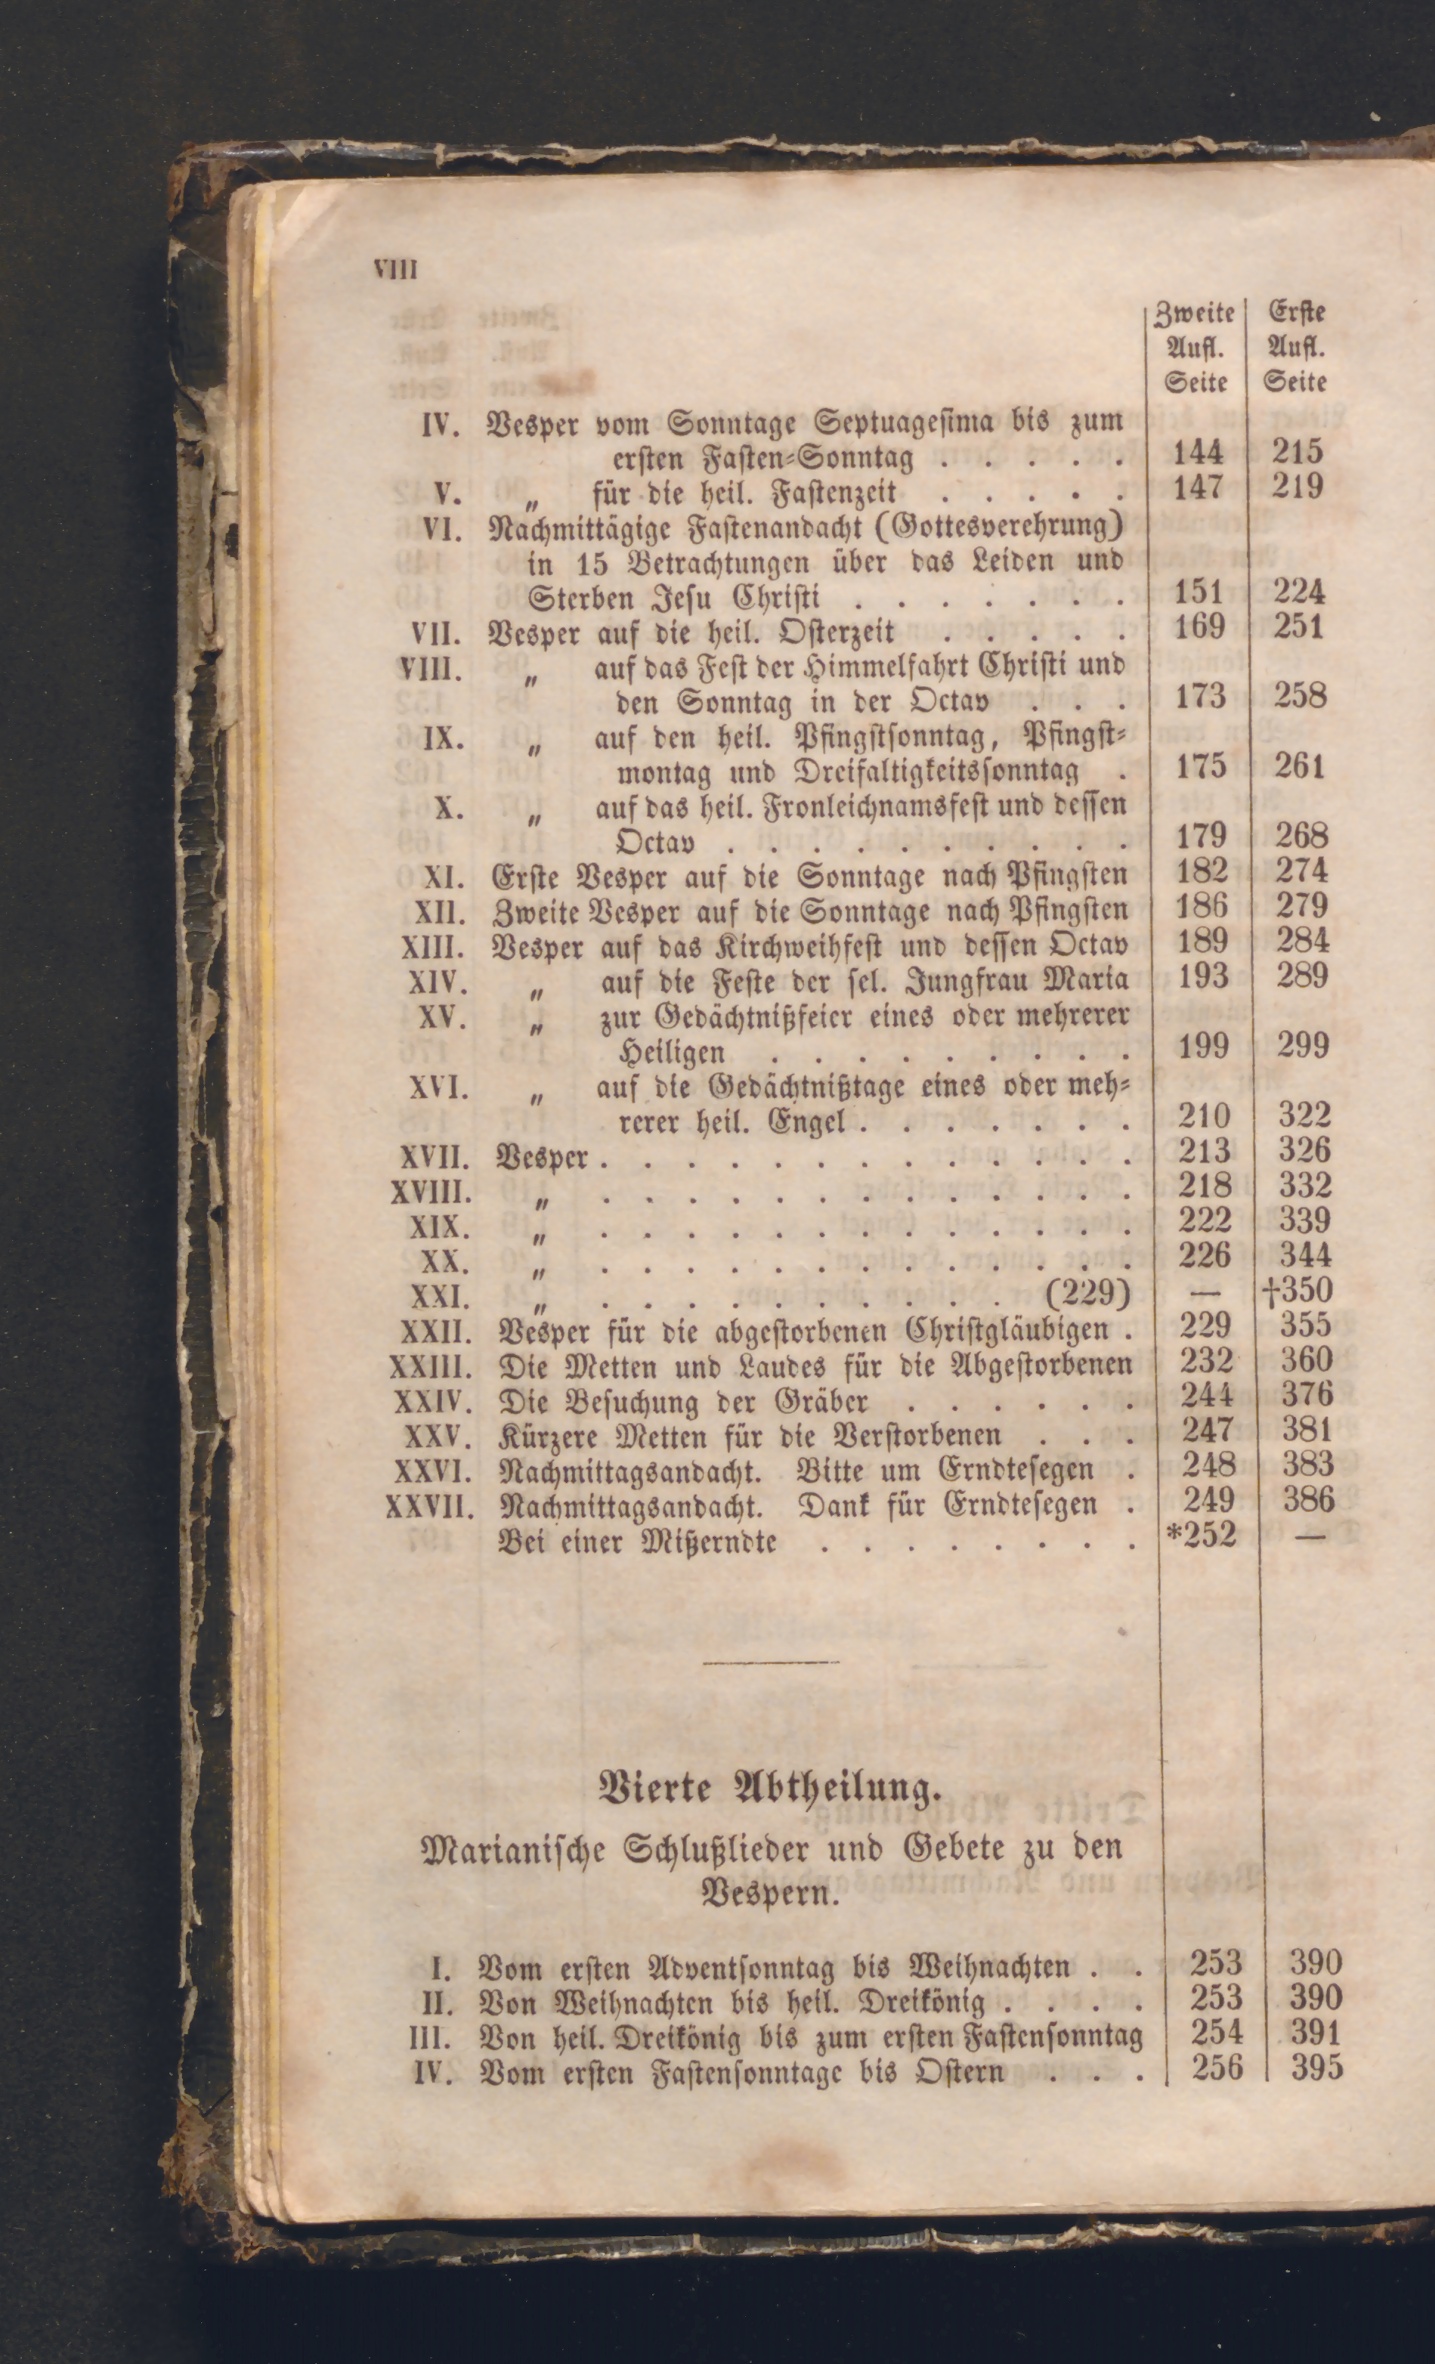 VIII
Zweite Erste
Aufl. Aufl.
Seite Seite
IV. Vesper vom Sonntage Septuagesima bis zum
ersten Fasten-Sonntag . . . . . 144 215
V. „ für die heil. Fastenzeit . . . . . 147 219
VI. Nachmittägige Fastenandacht (Gottesverehrung)
in 15 Betrachtungen über das Leiden und
Sterben Jesu Christi . . . . . . . 151 224
VII. Vesper auf die heil. Osterzeit . . . . . 169 251
VIII. „ auf das Fest der Himmelfahrt Christi und
den Sonntag in der Octav . . . 173 258
IX. „ auf den heil. Pfingstsonntag, Pfingst-
montag und Dreifaltigkeitssonntag . 175 261
X. „ auf das heil. Fronleichnamsfest und dessen
Octav . . . . . . . . . . . . 179 268
XI. Erste Vesper auf die Sonntage nach Pfingsten 182 274
XII. Zweite Vesper auf die Sonntage nach Pfingsten 186 279
XIII. Vesper auf das Kirchweihfest und dessen Octav 189 284
XIV. „ auf die Feste der sel. Jungfrau Maria 193 289
XV. „ zur Gedächtnißfeier eines oder mehrerer
Heiligen . . . . . . . . . 199 299
XVI. „ auf die Gedächtnißtage eines oder meh-
rerer heil. Engel . . . . . . . . 210 322
XVII. Vesper . . . . . . . . . . . . . . . 213 326
XVIII. „ . . . . . . . . . . . . . . . 218 332
XIX. „ . . . . . . . . . . . . . . . 222 339
XX. „ . . . . . . . . . . . . . . . 226 344
XXI. „ . . . . . . . . . . . . (229) — †350
XXII. Vesper für die abgestorbenen Christgläubigen . 229 355
XXIII. Die Metten und Laudes für die Abgestorbenen 232 360
XXIV. Die Besuchung der Gräber . . . . . . 244 376
XXV. Kürzere Metten für die Verstorbenen . . . 247 381
XXVI. Nachmittagsandacht. Bitte um Erndtesegen . 248 383
XXVII. Nachmittagsandacht. Dank für Erndtesegen . 249 386
Bei einer Mißerndte . . . . . . . . *252 —
Vierte Abtheilung.
Marianische Schlußlieder und Gebete zu den
Vespern.
I. Vom ersten Adventsonntag bis Weihnachten . . 253 390
II. Von Weihnachten bis heil. Dreikönig . . . . 253 390
III. Von heil. Dreikönig bis zum ersten Fastensonntag 254 391
IV. Vom ersten Fastensonntage bis Ostern . . . 256 395